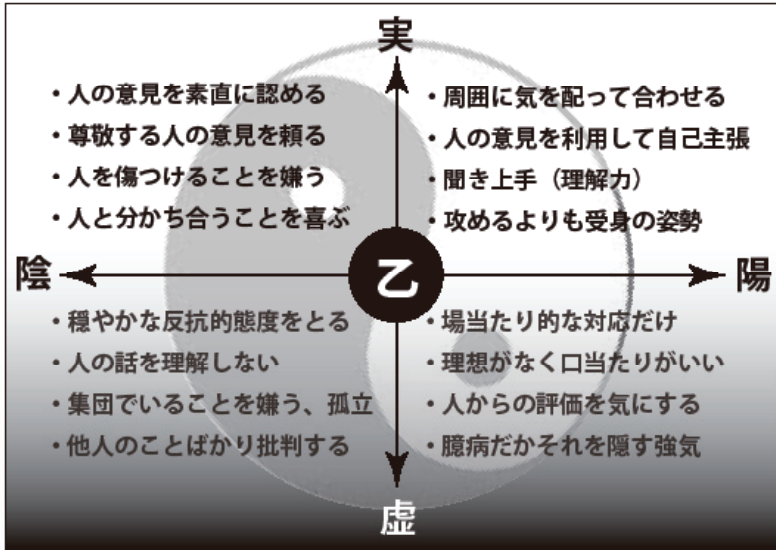 実
・人の意見を素直に認める
・尊敬する人の意見を頼る
・人を傷つけることを嫌う
・人と分かち合うことを喜ぶ
・周囲に気を配って合わせる
・人の意見を利用して自己主張
・聞き上手（理解力）
・攻めるよりも受身の姿勢
陰
乙
陽
・穏やかな反抗的態度をとる
・人の話を理解しない
・集団でいることを嫌う、孤立
・他人のことばかり批判する
・場当たり的な対応だけ
・理想がなく口当たりがいい
・人からの評価を気にする
・臆病だかそれを隠す強気
虚